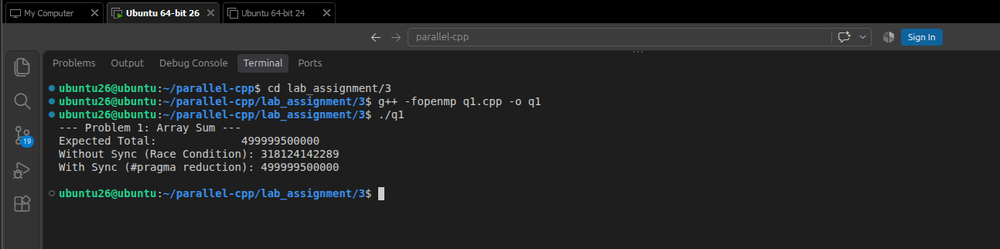 My Computer
Ubuntu 64-bit 26
Ubuntu 64-bit 24
parallel-cpp
Sign In
Problems Output Debug Console Terminal Ports
ubuntu26@ubuntu:~/parallel-cpp$ cd lab_assignment/3
ubuntu26@ubuntu:~/parallel-cpp/lab_assignment/3$ g++ -fopenmp q1.cpp -o q1
ubuntu26@ubuntu:~/parallel-cpp/lab_assignment/3$ ./q1
--- Problem 1: Array Sum ---
Expected Total:             499999500000
Without Sync (Race Condition): 318124142289
With Sync (#pragma reduction): 499999500000
19
ubuntu26@ubuntu:~/parallel-cpp/lab_assignment/3$